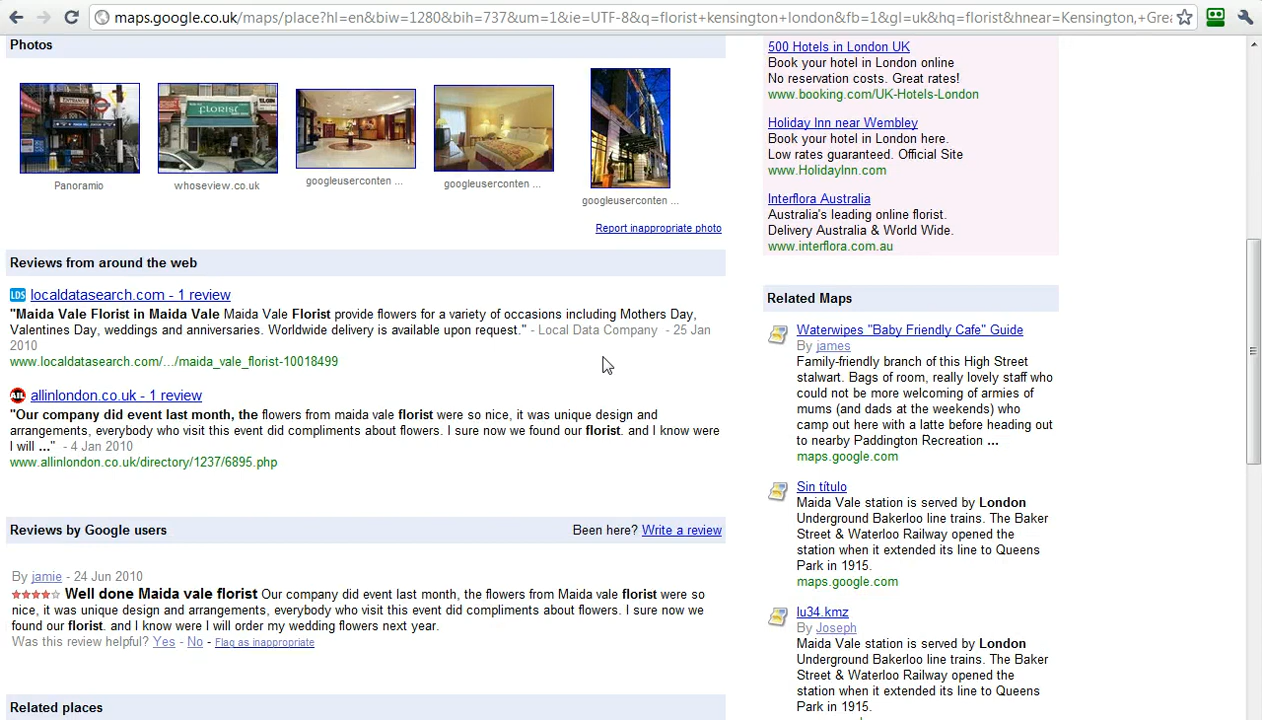 maps.google.co.uk/maps/place?hl=en&biw=1280&bih=737&um=1&ie=UTF-8&q=florist+kensington+london&fb=1&gl=uk&hq=florist&hnear=Kensington,+Grea
Photos
FLORIST
Panoramio
whoseview.co.uk
googleuserconten ...
googleuserconten ...
googleuserconten ...
Report inappropriate photo
Reviews from around the web
LDS localdatasearch.com - 1 review
"Maida Vale Florist in Maida Vale Maida Vale Florist provide flowers for a variety of occasions including Mothers Day,
Valentines Day, weddings and anniversaries. Worldwide delivery is available upon request." - Local Data Company - 25 Jan
2010
www.localdatasearch.com/.../maida_vale_florist-10018499
AIL allinlondon.co.uk - 1 review
"Our company did event last month, the flowers from maida vale florist were so nice, it was unique design and
arrangements, everybody who visit this event did compliments about flowers. I sure now we found our florist. and I know were
I will ..." - 4 Jan 2010
www.allinlondon.co.uk/directory/1237/6895.php
Reviews by Google users
Been here? Write a review
By jamie - 24 Jun 2010
Well done Maida vale florist Our company did event last month, the flowers from Maida vale florist were so
nice, it was unique design and arrangements, everybody who visit this event did compliments about flowers. I sure now we
found our florist. and I know were I will order my wedding flowers next year.
Was this review helpful? Yes - No - Flag as inappropriate
Related places
500 Hotels in London UK
Book your hotel in London online
No reservation costs. Great rates!
www.booking.com/UK-Hotels-London
Holiday Inn near Wembley
Book your hotel in London here.
Low rates guaranteed. Official Site
www.HolidayInn.com
Interflora Australia
Australia's leading online florist.
Delivery Australia & World Wide.
www.interflora.com.au
Related Maps
Waterwipes "Baby Friendly Cafe" Guide
By james
Family-friendly branch of this High Street
stalwart. Bags of room, really lovely staff who
could not be more welcoming of armies of
mums (and dads at the weekends) who
camp out here with a latte before heading out
to nearby Paddington Recreation ...
maps.google.com
Sin título
Maida Vale station is served by London
Underground Bakerloo line trains. The Baker
Street & Waterloo Railway opened the
station when it extended its line to Queens
Park in 1915.
maps.google.com
lu34.kmz
By Joseph
Maida Vale station is served by London
Underground Bakerloo line trains. The Baker
Street & Waterloo Railway opened the
station when it extended its line to Queens
Park in 1915.